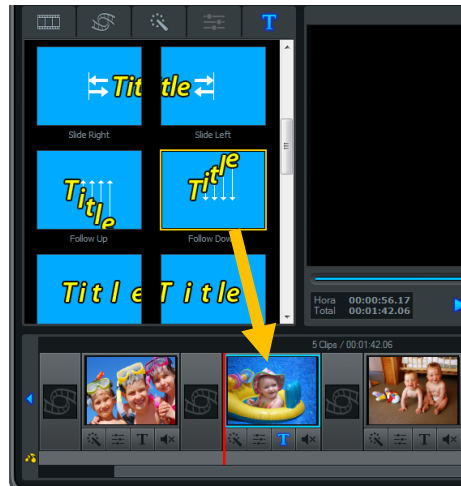 T
Title Title
Slide Right Slide Left
Title Title
Follow Up Follow Down
Title Title
Hora 00:00:56.17
Total 00:01:42.06
5 Clips / 00:01:42.06
T T T